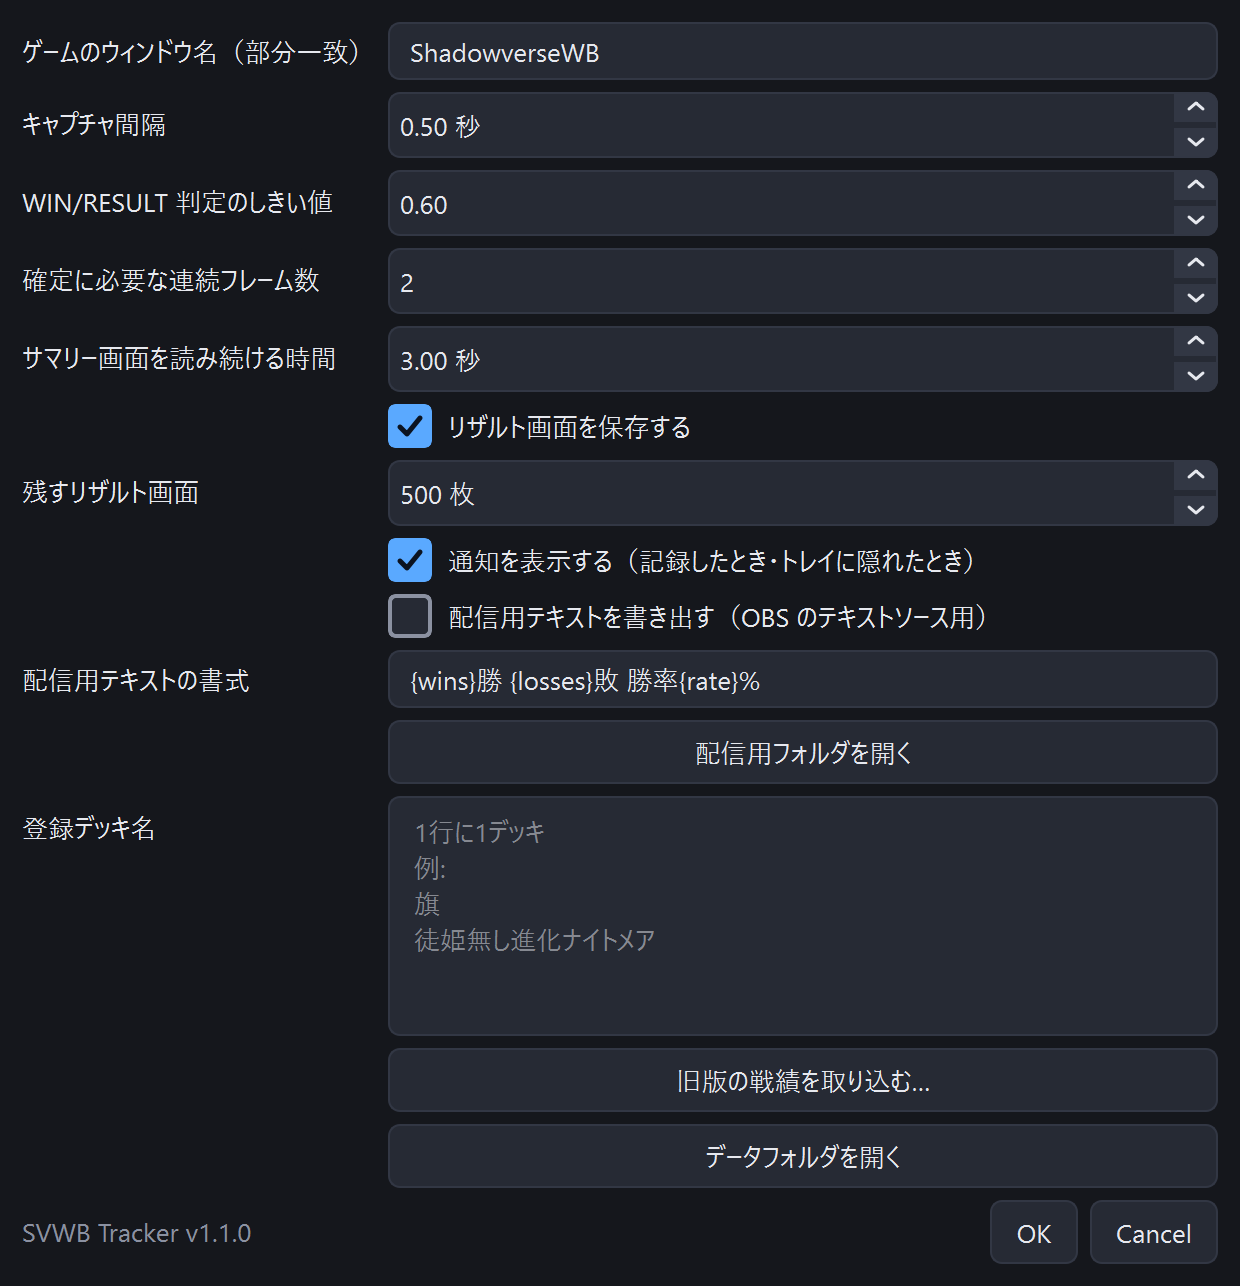 ゲームのウィンドウ名（部分一致）
ShadowverseWB
キャプチャ間隔
0.50 秒
WIN/RESULT 判定のしきい値
0.60
確定に必要な連続フレーム数
2
サマリー画面を読み続ける時間
3.00 秒
リザルト画面を保存する
残すリザルト画面
500 枚
通知を表示する（記録したとき・トレイに隠れたとき）
配信用テキストを書き出す（OBS のテキストソース用）
配信用テキストの書式
{wins}勝 {losses}敗 勝率{rate}%
配信用フォルダを開く
登録デッキ名
1行に1デッキ
例:
旗
徒姫無し進化ナイトメア
旧版の戦績を取り込む...
データフォルダを開く
SVWB Tracker v1.1.0
OK
Cancel